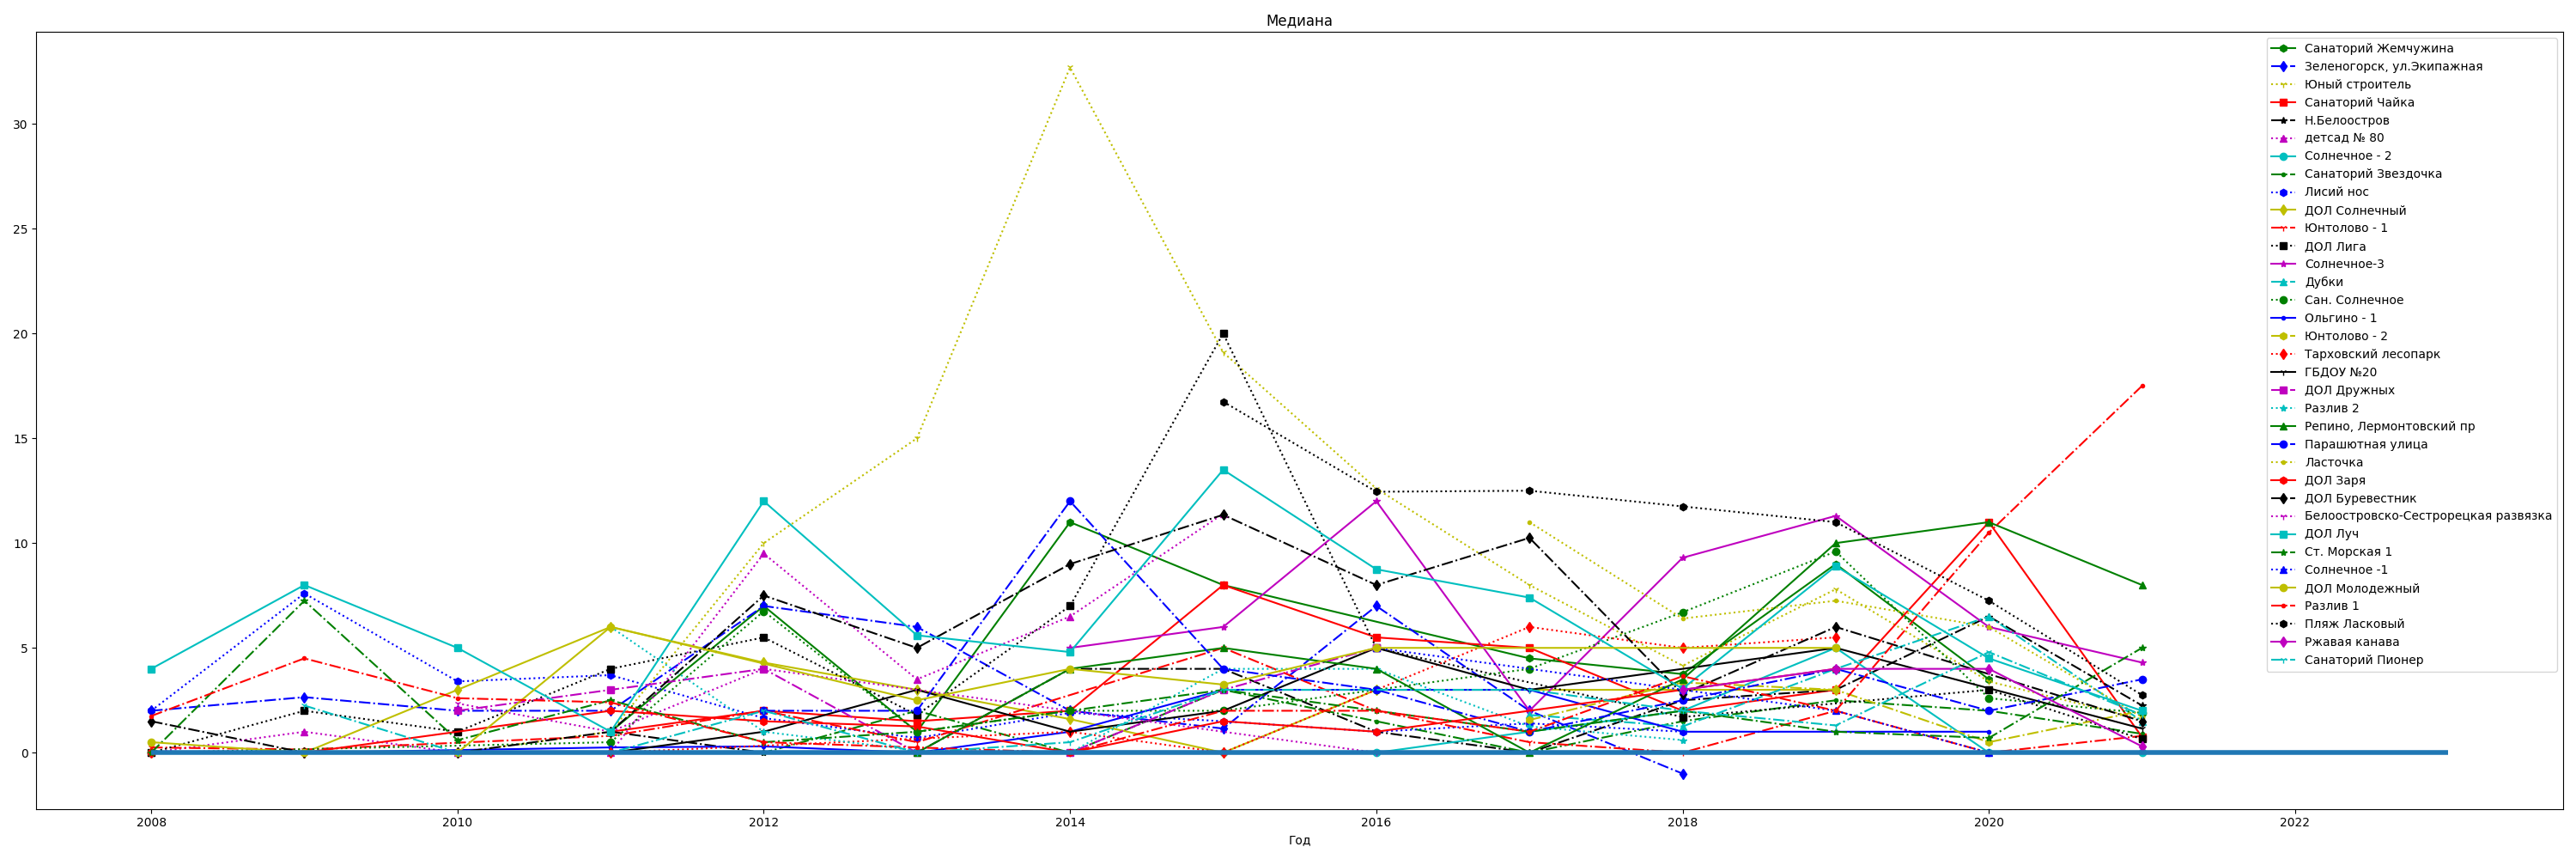 Медиана
30
25
20
15
10
5
0
2008 2010 2012 2014 2016 2018 2020 2022
Год
Санаторий Жемчужина
Зеленогорск, ул.Экипажная
Юный строитель
Санаторий Чайка
Н.Белоостров
детсад № 80
Солнечное - 2
Санаторий Звездочка
Лисий нос
ДОЛ Солнечный
Юнтолово - 1
ДОЛ Лига
Солнечное-3
Дубки
Сан. Солнечное
Ольгино - 1
Юнтолово - 2
Тарховский лесопарк
ГБДОУ №20
ДОЛ Дружных
Разлив 2
Репино, Лермонтовский пр
Парашютная улица
Ласточка
ДОЛ Заря
ДОЛ Буревестник
Белоостровско-Сестрорецкая развязка
ДОЛ Луч
Ст. Морская 1
Солнечное -1
ДОЛ Молодежный
Разлив 1
Пляж Ласковый
Ржавая канава
Санаторий Пионер